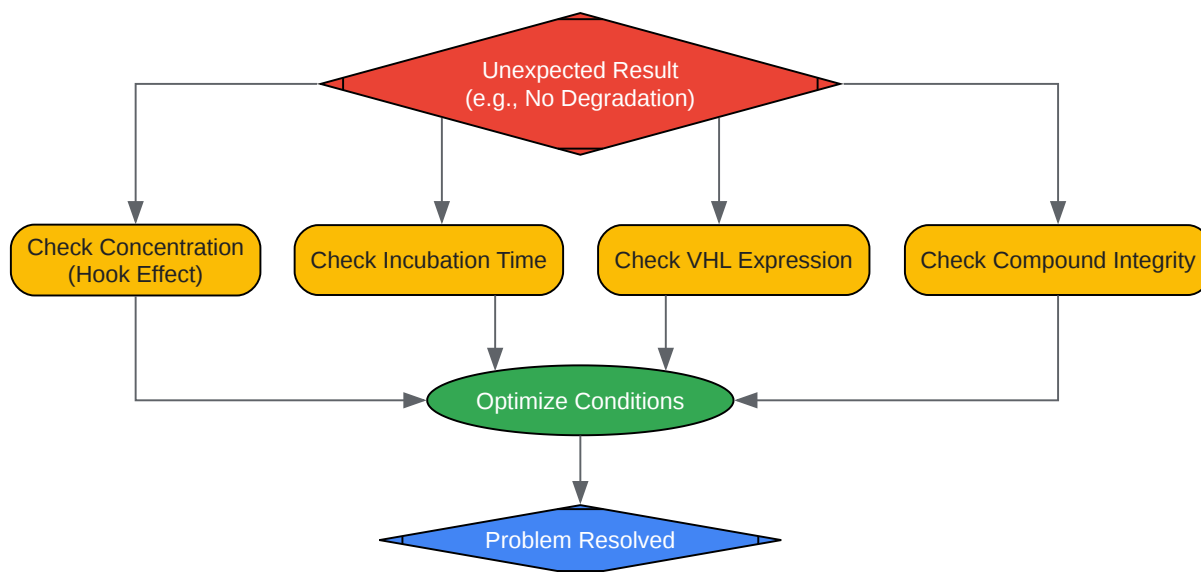 Unexpected Result
(e.g., No Degradation)
Check Concentration
(Hook Effect)
Check Incubation Time
Check VHL Expression
Check Compound Integrity
Optimize Conditions
Problem Resolved